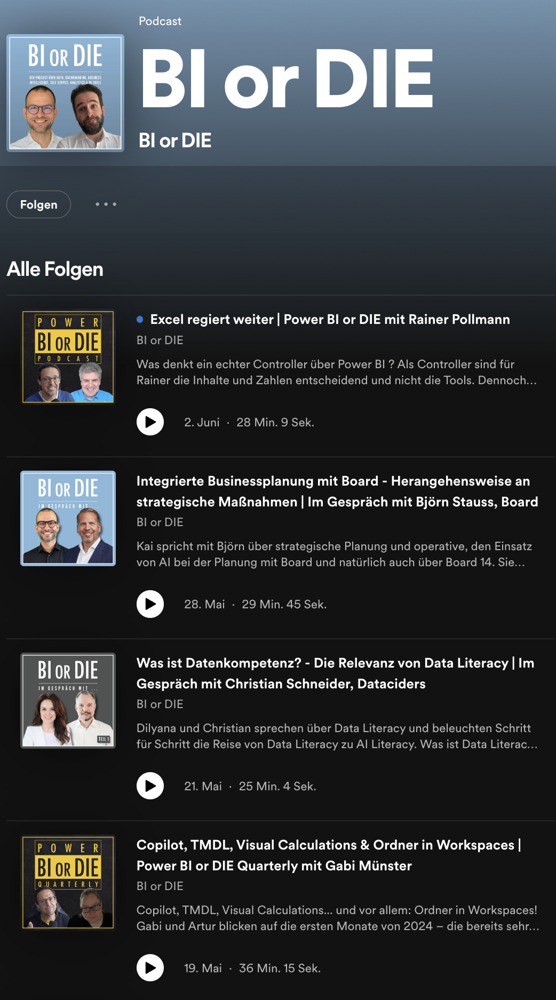 Podcast
BI or DIE
BI or DIE
BI OR DIE
DER PODCAST ÜBER DATA, DASHBOARDING, BUSINESS
INTELLIGENCE, SELF SERVICE, ANALYTICS & BI-TOOLS
Folgen
Alle Folgen
POWER
BI OR DIE
PODCAST
Excel regiert weiter | Power BI or DIE mit Rainer Pollmann
BI or DIE
Was denkt ein echter Controller über Power BI ? Als Controller sind für
Rainer die Inhalte und Zahlen entscheidend und nicht die Tools. Dennoch...
2. Juni · 28 Min. 9 Sek.
BI OR DIE
IM GESPRÄCH MIT ...
Integrierte Businessplanung mit Board - Herangehensweise an
strategische Maßnahmen | Im Gespräch mit Björn Stauss, Board
BI or DIE
Kai spricht mit Björn über strategische Planung und operative, den Einsatz
von AI bei der Planung mit Board und natürlich auch über Board 14. Sie...
28. Mai · 29 Min. 45 Sek.
BI OR DIE
IM GESPRÄCH MIT ...
TEIL 1
Was ist Datenkompetenz? - Die Relevanz von Data Literacy | Im
Gespräch mit Christian Schneider, Dataciders
BI or DIE
Dilyana und Christian sprechen über Data Literacy und beleuchten Schritt
für Schritt die Reise von Data Literacy zu AI Literacy. Was ist Data Literac...
21. Mai · 25 Min. 4 Sek.
POWER
BI OR DIE
QUARTERLY
Copilot, TMDL, Visual Calculations & Ordner in Workspaces |
Power BI or DIE Quarterly mit Gabi Münster
BI or DIE
Copilot, TMDL, Visual Calculations... und vor allem: Ordner in Workspaces!
Gabi und Artur blicken auf die ersten Monate von 2024 – die bereits sehr...
19. Mai · 36 Min. 15 Sek.